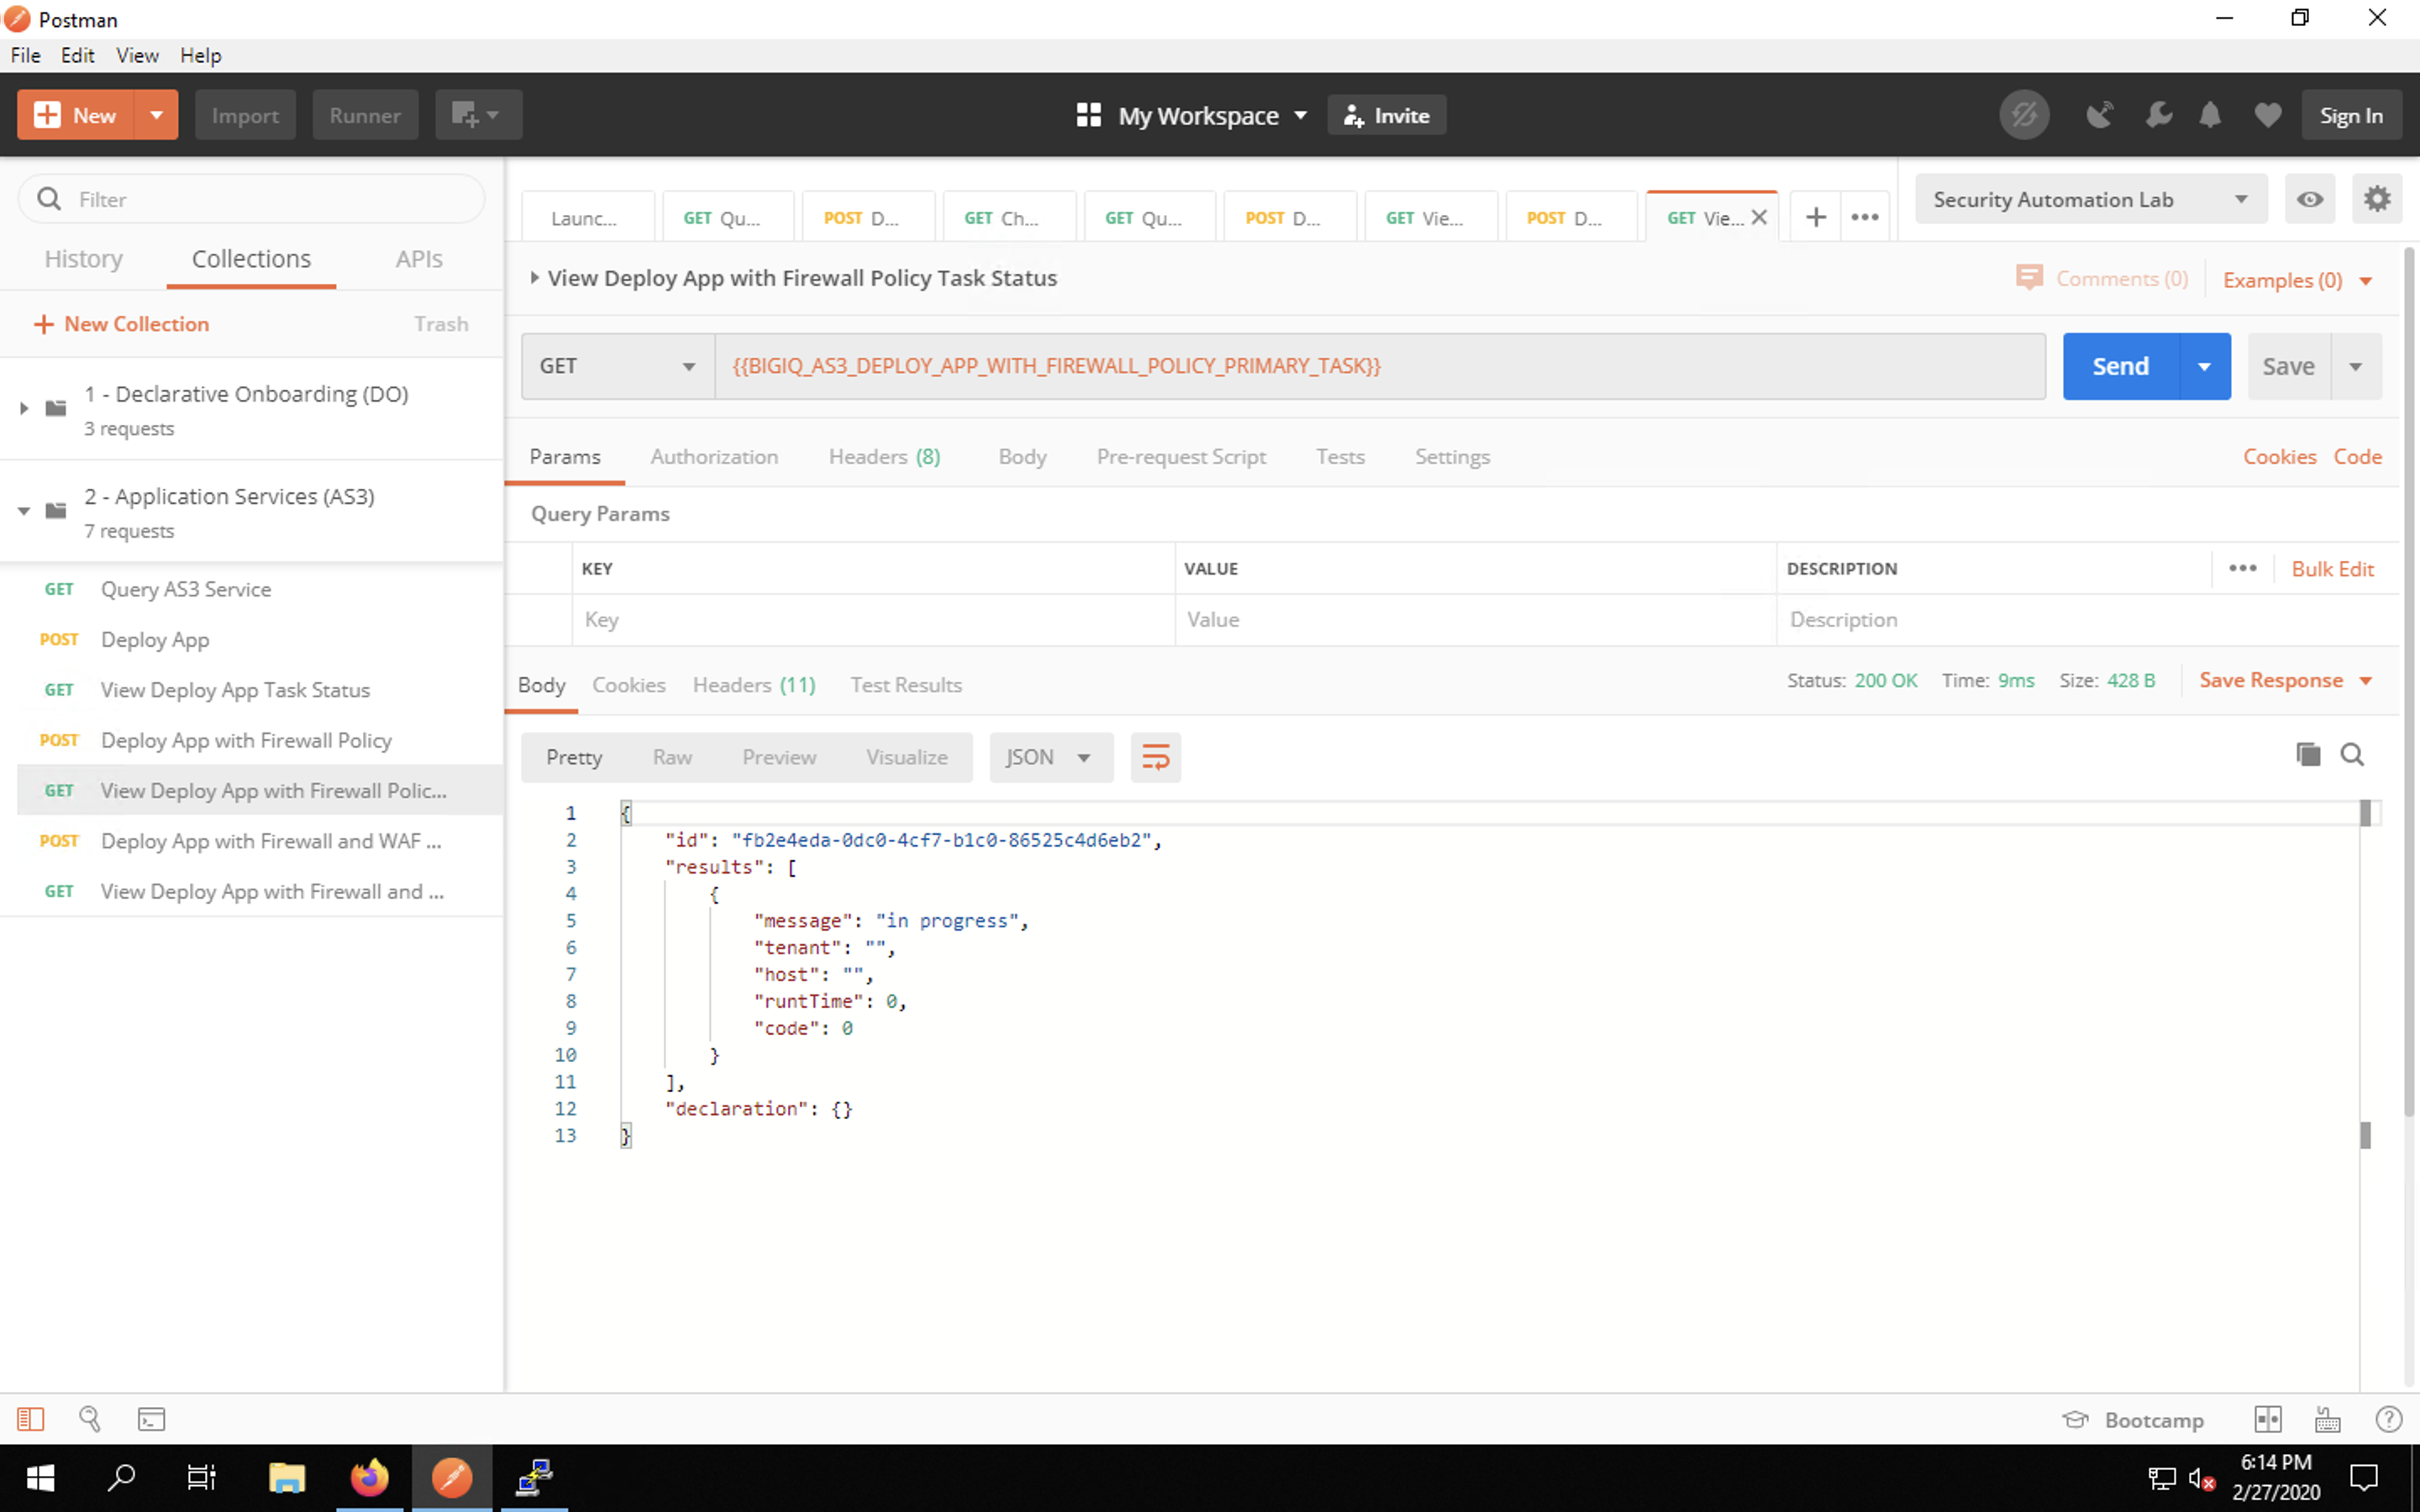 Postman
File Edit View Help
New Import Runner My Workspace Invite Sign In
Filter
History Collections APIs
New Collection Trash
1 - Declarative Onboarding (DO)
3 requests
2 - Application Services (AS3)
7 requests
GET Query AS3 Service
POST Deploy App
GET View Deploy App Task Status
POST Deploy App with Firewall Policy
GET View Deploy App with Firewall Polic...
POST Deploy App with Firewall and WAF ...
GET View Deploy App with Firewall and ...
Launc... GET Qu... POST D... GET Ch... GET Qu... POST D... GET Vie... POST D... GET Vie...
Security Automation Lab
View Deploy App with Firewall Policy Task Status
Comments (0) Examples (0)
GET {{BIGIQ_AS3_DEPLOY_APP_WITH_FIREWALL_POLICY_PRIMARY_TASK}} Send Save
Params Authorization Headers (8) Body Pre-request Script Tests Settings Cookies Code
Query Params
KEY VALUE DESCRIPTION Bulk Edit
Key Value Description
Body Cookies Headers (11) Test Results Status: 200 OK Time: 9ms Size: 428 B Save Response
Pretty Raw Preview Visualize JSON
1 {
2 "id": "fb2e4eda-0dc0-4cf7-b1c0-86525c4d6eb2",
3 "results": [
4 {
5 "message": "in progress",
6 "tenant": "",
7 "host": "",
8 "runtTime": 0,
9 "code": 0
10 }
11 ],
12 "declaration": {}
13 }
Bootcamp
6:14 PM
2/27/2020